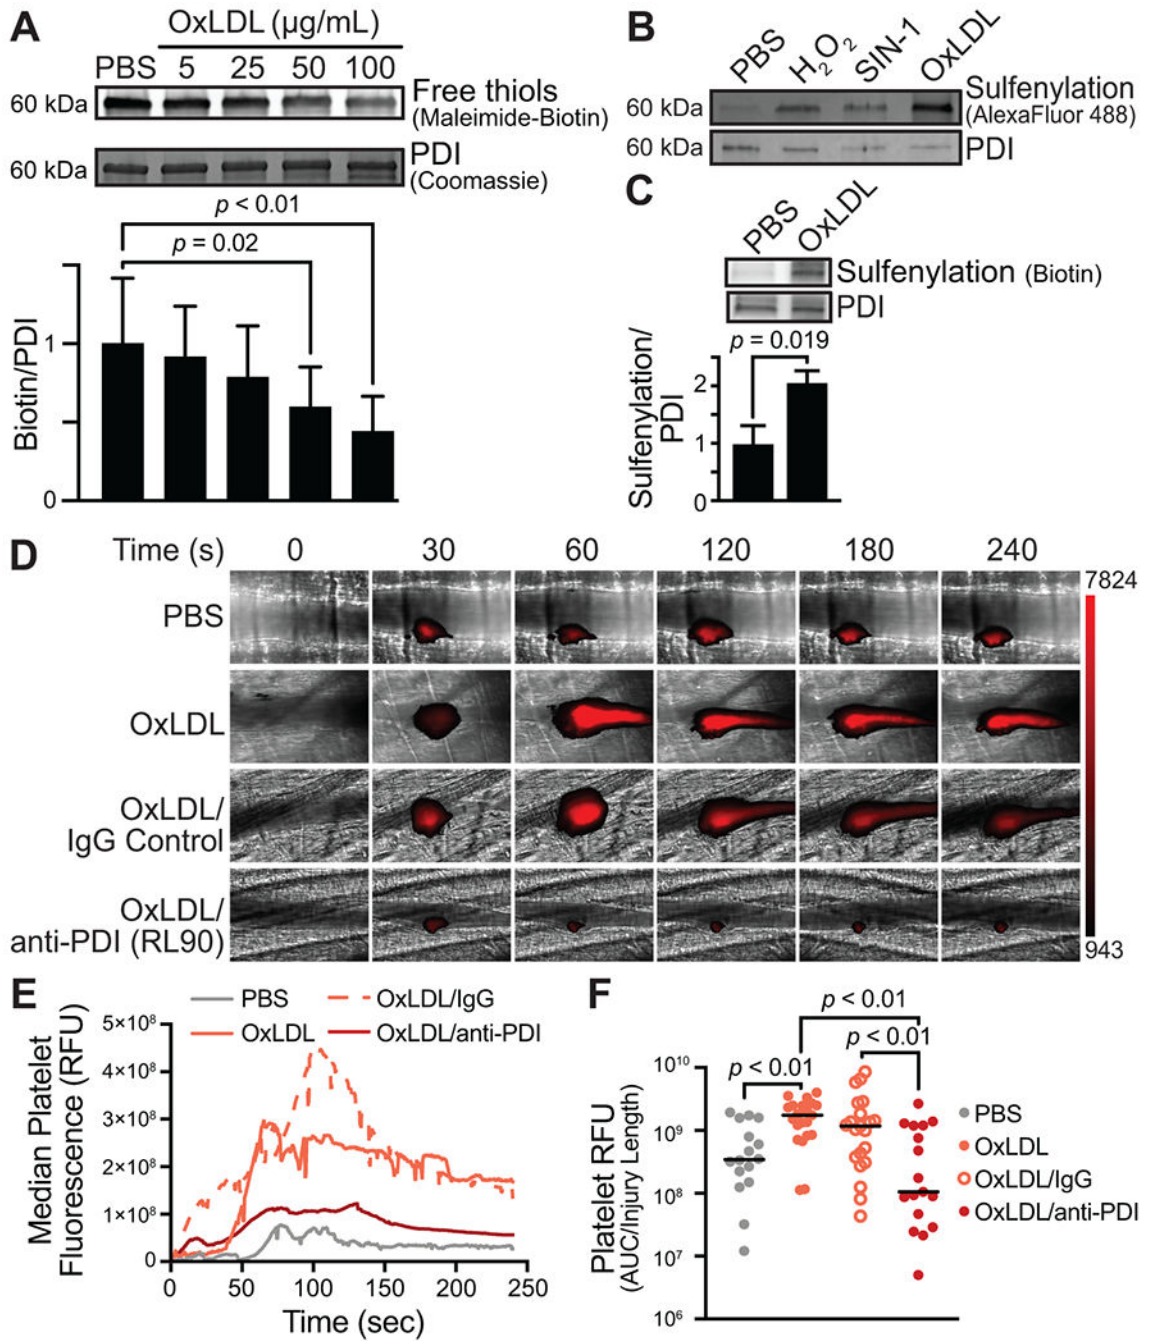 A
OxLDL (µg/mL)
PBS 5 25 50 100
60 kDa
Free thiols
(Maleimide-Biotin)
60 kDa
PDI
(Coomassie)
p < 0.01
p = 0.02
Biotin/PDI
1
0
B
PBS H2O2 SIN-1 OxLDL
60 kDa
Sulfenylation
(AlexaFluor 488)
60 kDa
PDI
C
PBS OxLDL
Sulfenylation (Biotin)
PDI
p = 0.019
Sulfenylation/
PDI
2
1
0
D
Time (s) 0 30 60 120 180 240
PBS
OxLDL
OxLDL/
IgG Control
OxLDL/
anti-PDI (RL90)
7824
943
E
PBS
OxLDL/IgG
OxLDL
OxLDL/anti-PDI
Median Platelet
Fluorescence (RFU)
5×10⁸
4×10⁸
3×10⁸
2×10⁸
1×10⁸
0
0 50 100 150 200 250
Time (sec)
F
p < 0.01
p < 0.01
p < 0.01
Platelet RFU
(AUC/Injury Length)
10¹⁰
10⁹
10⁸
10⁷
10⁶
PBS
OxLDL
OxLDL/IgG
OxLDL/anti-PDI